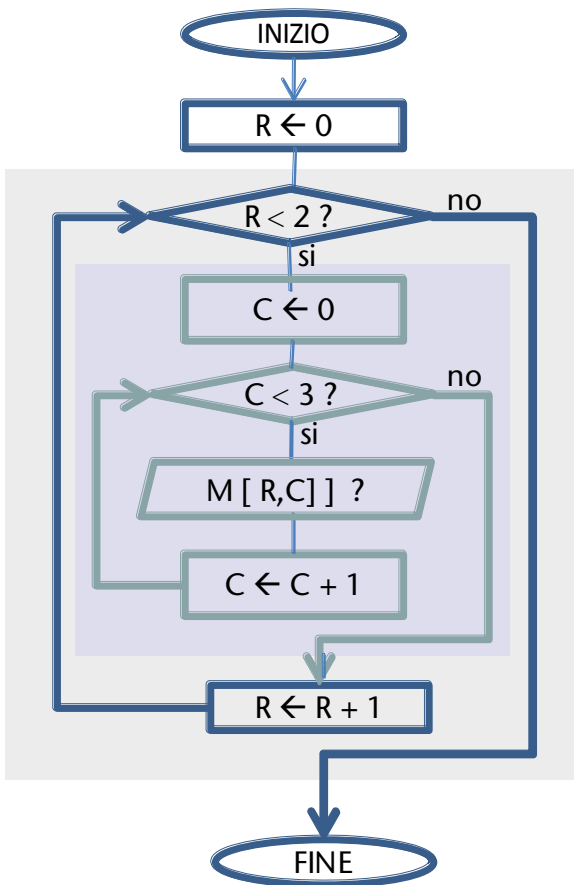 INIZIO
R ← 0
R < 2 ?
no
si
C ← 0
C < 3 ?
no
si
M [ R,C] ] ?
C ← C + 1
R ← R + 1
FINE